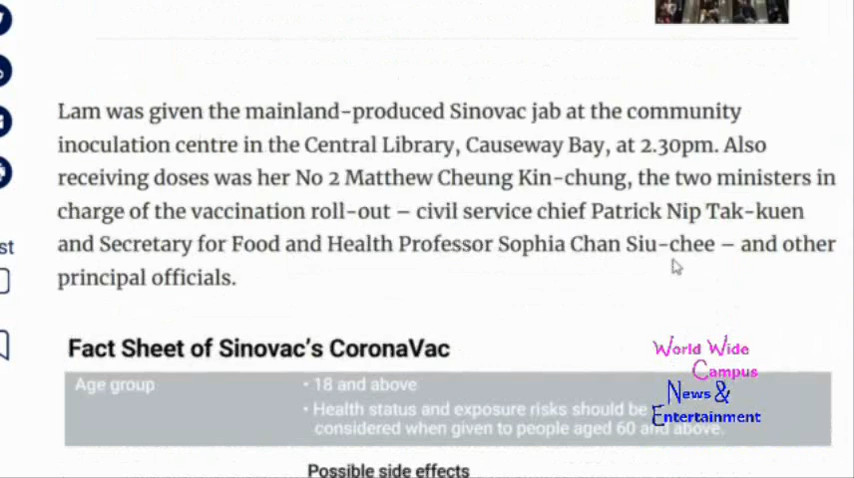 Lam was given the mainland-produced Sinovac jab at the community
inoculation centre in the Central Library, Causeway Bay, at 2.30pm. Also
receiving doses was her No 2 Matthew Cheung Kin-chung, the two ministers in
charge of the vaccination roll-out – civil service chief Patrick Nip Tak-kuen
st
and Secretary for Food and Health Professor Sophia Chan Siu-chee – and other
principal officials.
Fact Sheet of Sinovac's CoronaVac
World Wide
Campus
News &
Entertainment
Age group
• 18 and above
• Health status and exposure risks should be
considered when given to people aged 60 and above.
Possible side effects